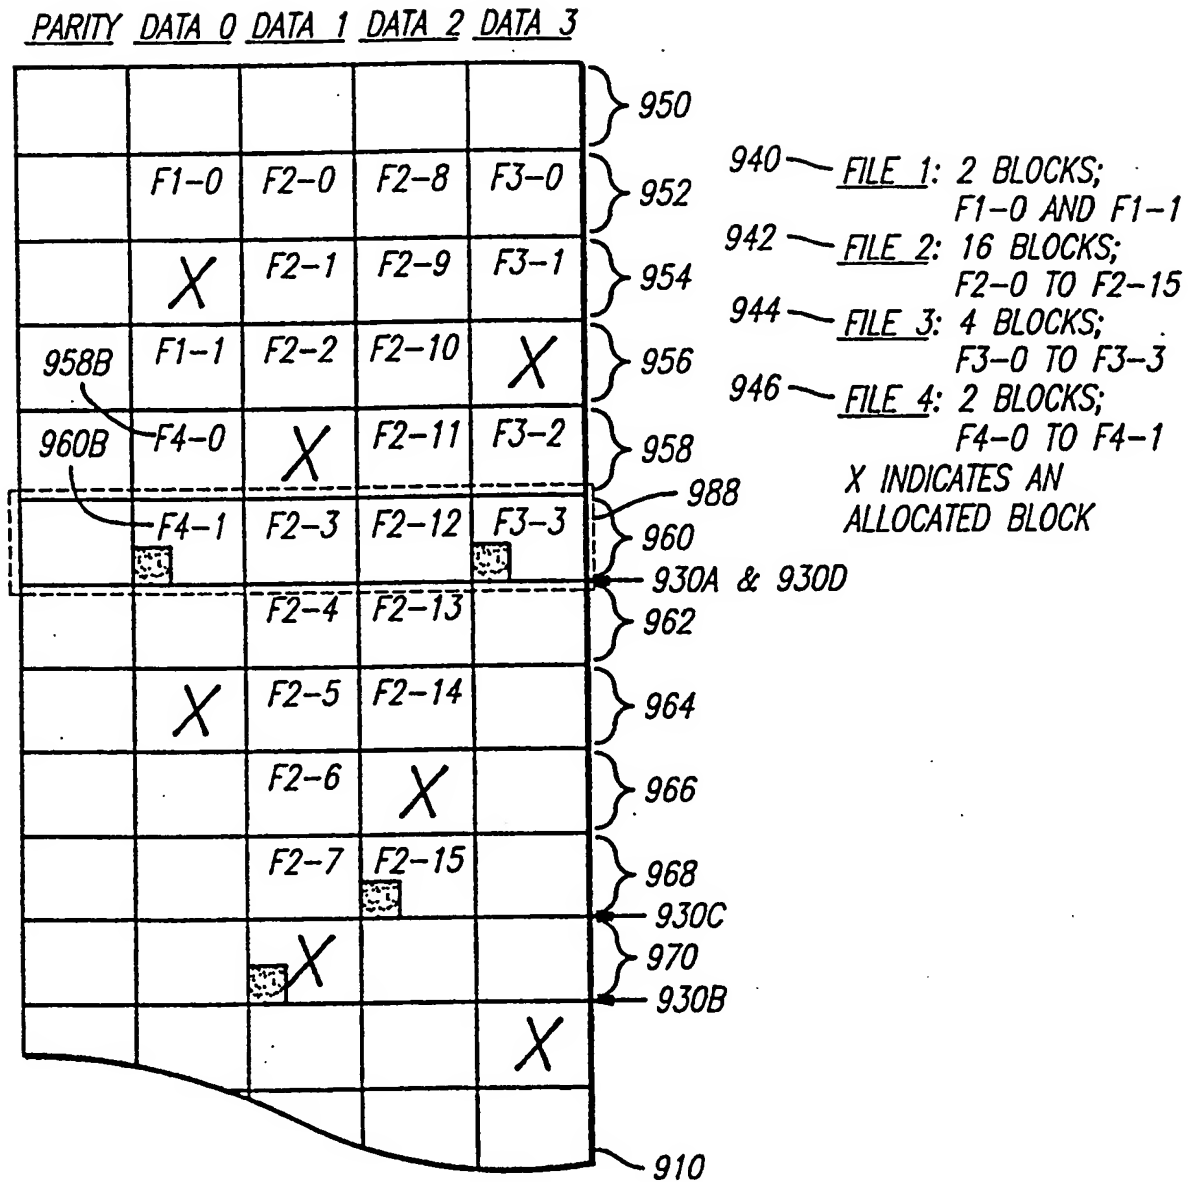 PARITY DATA 0 DATA 1 DATA 2 DATA 3
950
F1-0 F2-0 F2-8 F3-0 952
X F2-1 F2-9 F3-1 954
958B F1-1 F2-2 F2-10 X 956
960B F4-0 X F2-11 F3-2 958
988
F4-1 F2-3 F2-12 F3-3 960
930A & 930D
F2-4 F2-13 962
X F2-5 F2-14 964
F2-6 X 966
F2-7 F2-15 968
930C
X 970
930B
X
910
940 FILE 1: 2 BLOCKS;
F1-0 AND F1-1
942 FILE 2: 16 BLOCKS;
F2-0 TO F2-15
944 FILE 3: 4 BLOCKS;
F3-0 TO F3-3
946 FILE 4: 2 BLOCKS;
F4-0 TO F4-1
X INDICATES AN
ALLOCATED BLOCK